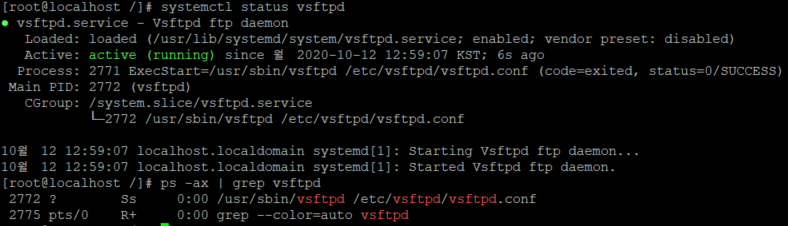 [root@localhost /]# systemctl status vsftpd
● vsftpd.service - Vsftpd ftp daemon
   Loaded: loaded (/usr/lib/systemd/system/vsftpd.service; enabled; vendor preset: disabled)
   Active: active (running) since 월 2020-10-12 12:59:07 KST; 6s ago
  Process: 2771 ExecStart=/usr/sbin/vsftpd /etc/vsftpd/vsftpd.conf (code=exited, status=0/SUCCESS)
 Main PID: 2772 (vsftpd)
   CGroup: /system.slice/vsftpd.service
           └─2772 /usr/sbin/vsftpd /etc/vsftpd/vsftpd.conf
10월 12 12:59:07 localhost.localdomain systemd[1]: Starting Vsftpd ftp daemon...
10월 12 12:59:07 localhost.localdomain systemd[1]: Started Vsftpd ftp daemon.
[root@localhost /]# ps -ax | grep vsftpd
 2772 ?        Ss     0:00 /usr/sbin/vsftpd /etc/vsftpd/vsftpd.conf
 2775 pts/0    R+     0:00 grep --color=auto vsftpd